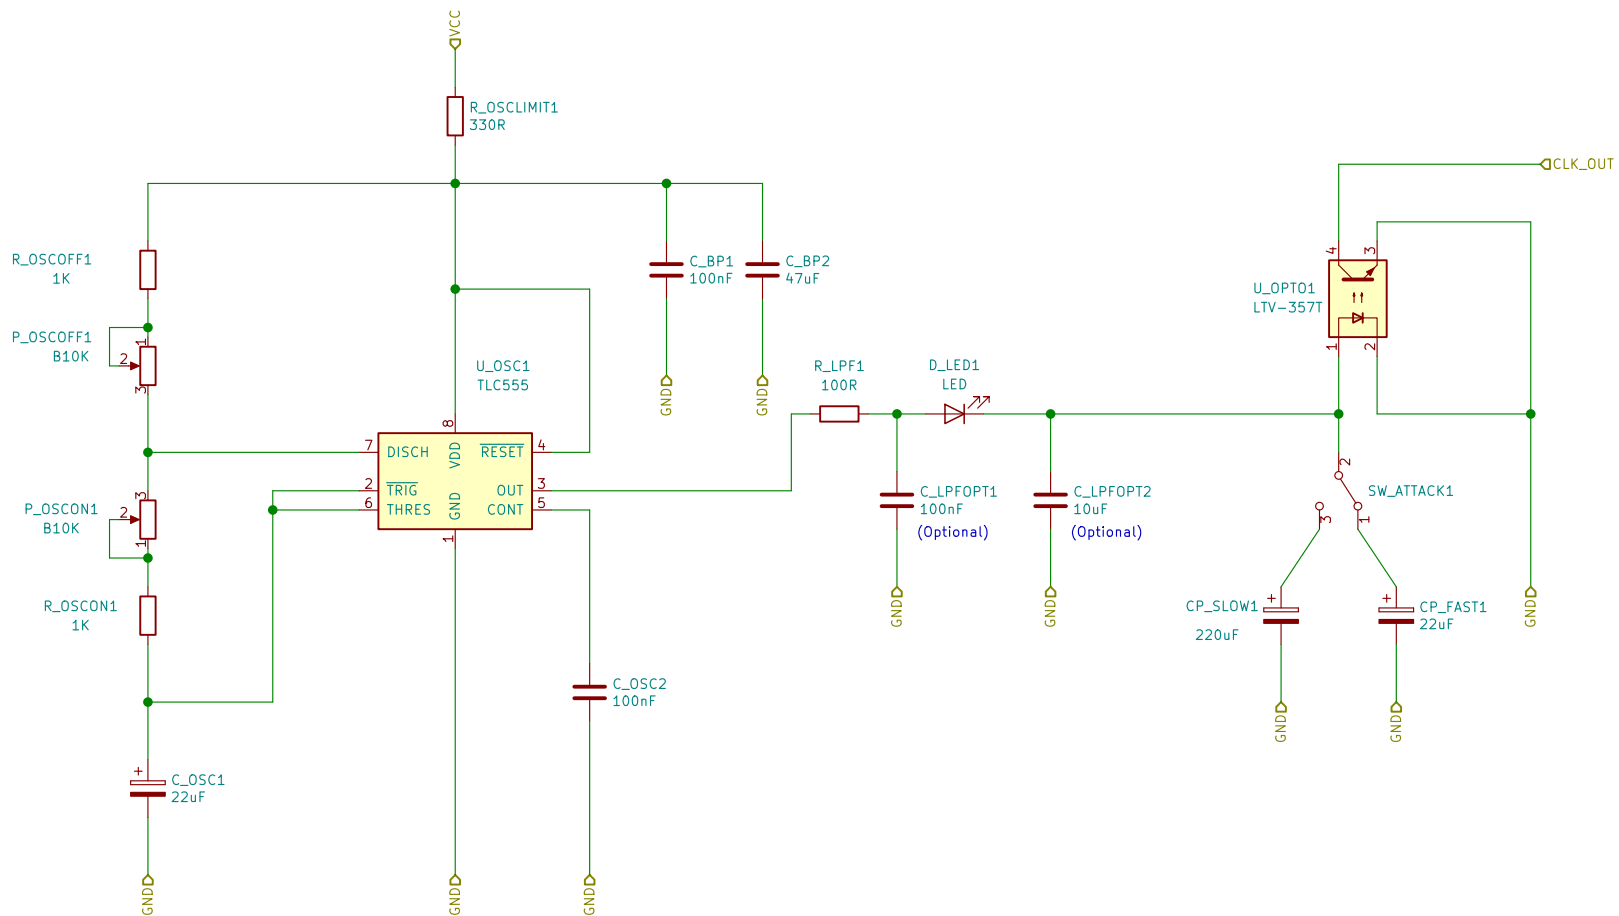 VCC
R_OSCLIMIT1
330R
CLK_OUT
R_OSCOFF1
1K
C_BP1
100nF
C_BP2
47uF
4
3
U_OPTO1
LTV-357T
1
2
P_OSCOFF1
B10K
1
2
3
U_OSC1
TLC555
GND
GND
R_LPF1
100R
D_LED1
LED
8
7
DISCH
VDD
RESET
4
2
TRIG
OUT
3
6
THRES
GND
CONT
5
1
P_OSCON1
B10K
3
2
1
C_LPFOPT1
100nF
(Optional)
C_LPFOPT2
10uF
(Optional)
2
SW_ATTACK1
3
1
R_OSCON1
1K
GND
GND
CP_SLOW1
220uF
+
+
CP_FAST1
22uF
GND
C_OSC2
100nF
GND
GND
+
C_OSC1
22uF
GND
GND
GND